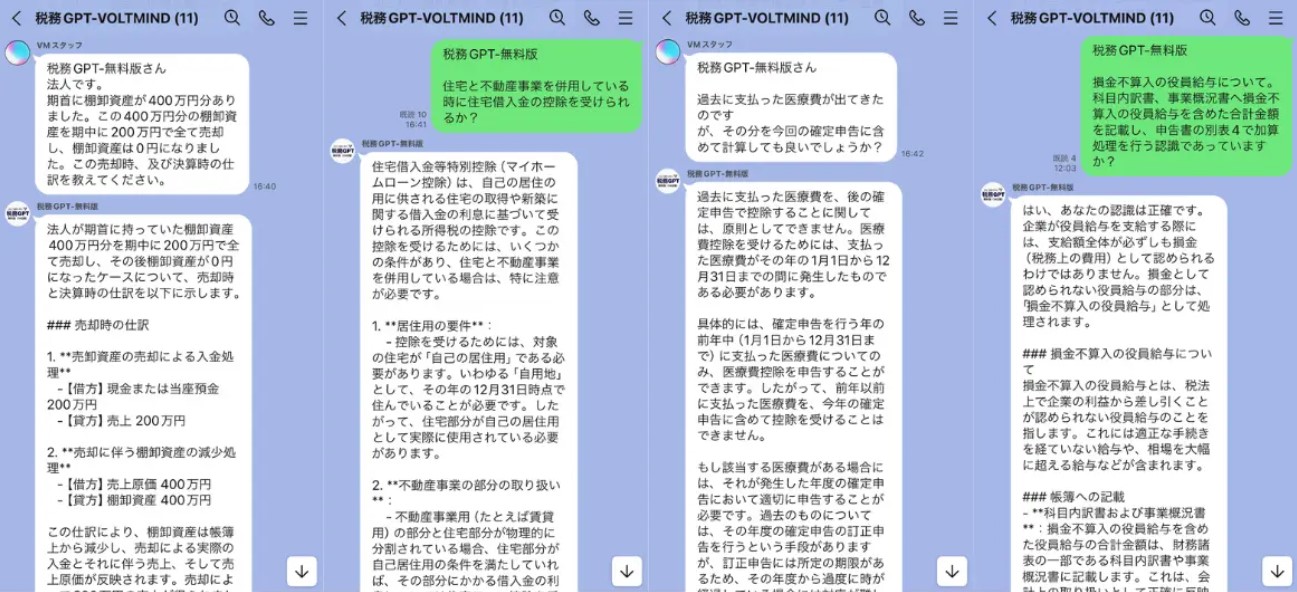 税務GPT-VOLTMIND (11)
VMスタッフ
税務GPT-無料版さん
法人です。
期首に棚卸資産が400万円分あり
ました。この400万円分の棚卸資
産を期中に200万円で全て売却
し、棚卸資産は0円になりまし
た。この売却時、及び決算時の仕
訳を教えてください。
16:40
税務GPT-無料版
法人が期首に持っていた棚卸資産
400万円分を期中に200万円で全
て売却し、その後棚卸資産が0円
になったケースについて、売却時
と決算時の仕訳を以下に示します。
### 売却時の仕訳
1. **売卸資産の売却による入金処
理**
- 【借方】現金または当座預金
200万円
- 【貸方】売上 200万円
2. **売却に伴う棚卸資産の減少処
理**
- 【借方】売上原価 400万円
- 【貸方】棚卸資産 400万円
この仕訳により、棚卸資産は帳簿
上から減少し、売却による実際の
入金とそれに伴う売上、そして売
上原価が反映されます。売却によ
税務GPT-VOLTMIND (11)
税務GPT-無料版
住宅と不動産事業を併用している
時に住宅借入金の控除を受けられ
るか?
既読 10
16:41
税務GPT-無料版
住宅借入金等特別控除(マイホー
ムローン控除)は、自己の居住の
用に供される住宅の取得や新築に
関する借入金の利息に基づいて受
けられる所得税の控除です。この
控除を受けるためには、いくつか
の条件があり、住宅と不動産事業
を併用している場合は、特に注意
が必要です。
1. **居住用の要件**:
- 控除を受けるためには、対象
の住宅が「自己の居住用」である必
要があります。いわゆる「自用地」
として、その年の12月31日時点で
住んでいることが必要です。した
がって、住宅部分が自己の居住用
として実際に使用されている必要
があります。
2. **不動産事業の部分の取り扱い
**:
- 不動産事業用(たとえば賃貸
用)の部分と住宅部分が物理的に
分割されている場合、住宅部分が
自己居住用の条件を満たしていれ
ば、その部分にかかる借入金の利
税務GPT-VOLTMIND (11)
VMスタッフ
税務GPT-無料版さん
過去に支払った医療費が出てきた
のです
が、その分を今回の確定申告に含
めて計算しても良いでしょうか?
16:42
税務GPT-無料版
過去に支払った医療費を、後の確
定申告で控除することに関して
は、原則としてできません。医療
費控除を受けるためには、支払っ
た医療費がその年の1月1日から12
月31日までの間に発生したもので
ある必要があります。
具体的には、確定申告を行う年の
前年中(1月1日から12月31日ま
で)に支払った医療費についての
み、医療費控除を申告することが
できます。したがって、前年以前
に支払った医療費を、今年の確定
申告に含めて控除を受けることは
できません。
もし該当する医療費がある場合に
は、それが発生した年度の確定申
告において適切に申告することが
必要です。過去のものについて
は、その年度の確定申告の訂正申
告を行うという手段があります
が、訂正申告には所定の期限があ
るため、その年度から過度に時が
税務GPT-VOLTMIND (11)
税務GPT-無料版
損金不算入の役員給与について。
科目内訳書、事業概況書へ損金不
算入の役員給与を含めた合計金額
を記載し、申告書の別表4で加算
処理を行う認識であっています
か?
既読 4
12:03
税務GPT-無料版
はい、あなたの認識は正確です。
企業が役員給与を支給する際に
は、支給額全体が必ずしも損金
(税務上の費用)として認められる
わけではありません。損金として
認められない役員給与の部分は、
「損金不算入の役員給与」として処
理されます。
### 損金不算入の役員給与につい
て
損金不算入の役員給与とは、税法
上で企業の利益から差し引くこと
が認められない役員給与のことを
指します。これには適正な手続き
を経ていない給与や、相場を大幅
に超える給与などが含まれます。
### 帳簿への記載
- **科目内訳書および事業概況書
**:損金不算入の役員給与を含め
た役員給与の合計金額は、財務諸
表の一部である科目内訳書や事業
概況書に記載します。これは、会